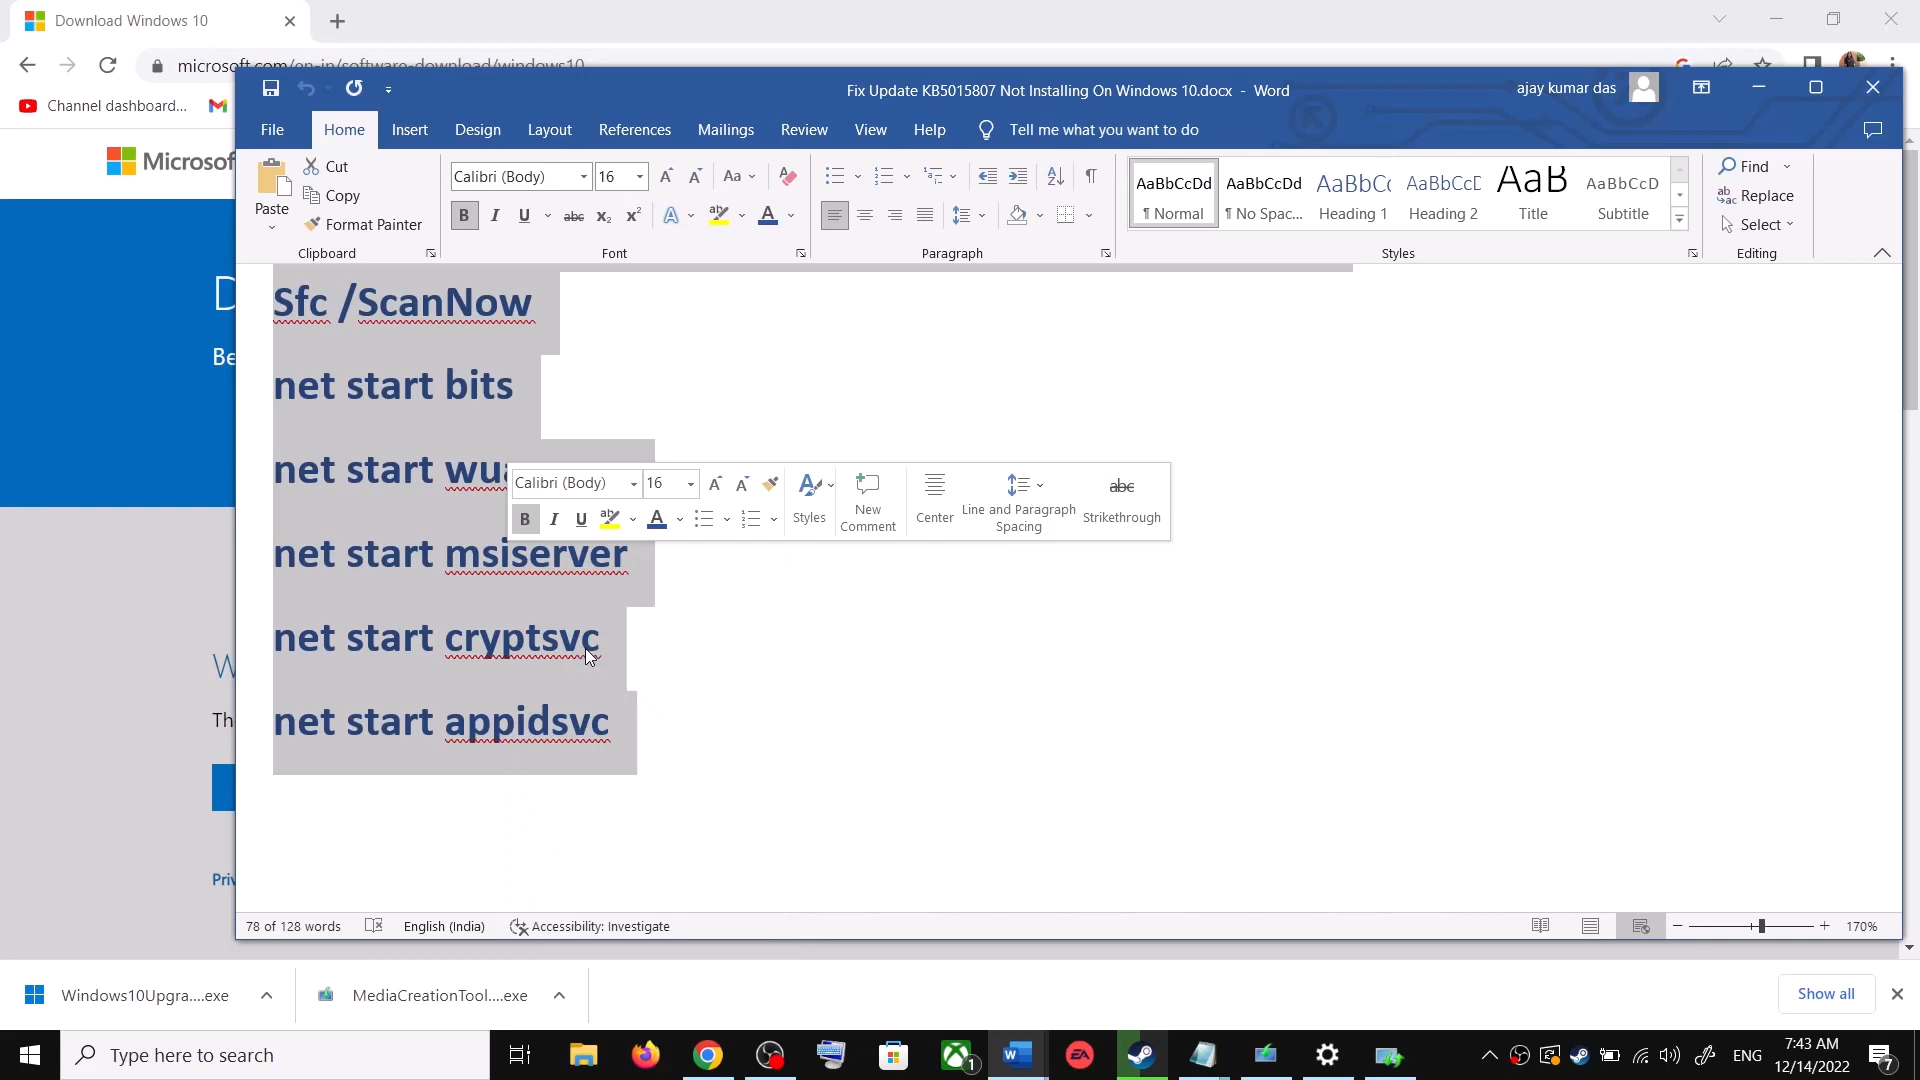 Download Windows 10
microsoft.com/en-in/software-download/windows10
Channel dashboard...
Fix Update KB5015807 Not Installing On Windows 10.docx - Word
ajay kumar das
File Home Insert Design Layout References Mailings Review View Help Tell me what you want to do
Paste
Cut
Copy
Format Painter
Clipboard
Calibri (Body) 16
Font
Paragraph
AaBbCcDd AaBbCcDd AaBbCc AaBbCcD AaB AaBbCcD
¶ Normal ¶ No Spac... Heading 1 Heading 2 Title Subtitle
Styles
Find
Replace
Select
Editing
Sfc /ScanNow
net start bits
net start
net start msiserver
net start cryptsvc
net start appidsvc
Calibri (Body) 16
Styles
New
Comment
Center
Line and Paragraph
Spacing
Strikethrough
78 of 128 words English (India) Accessibility: Investigate 170%
Windows10Upgra....exe
MediaCreationTool....exe
Show all
Type here to search
ENG
7:43 AM
12/14/2022
7